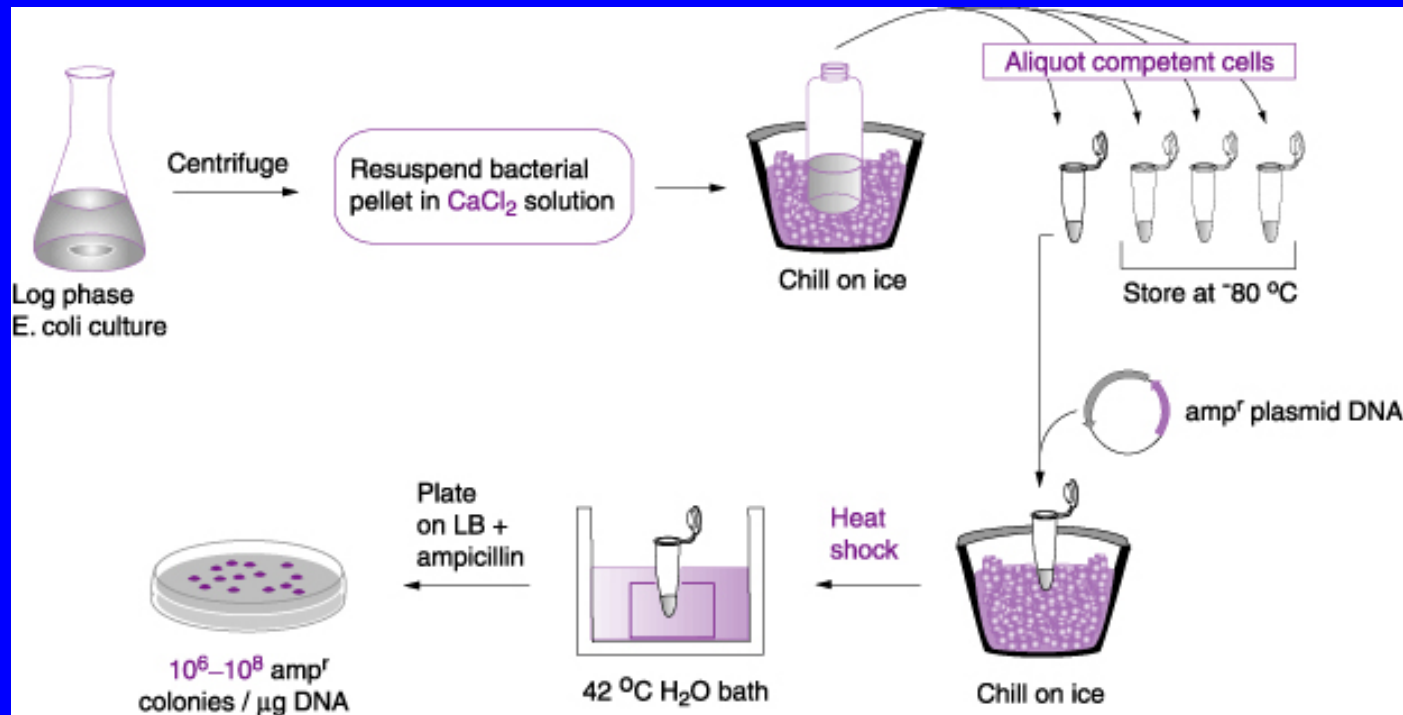 Aliquot competent cells
Centrifuge
Resuspend bacterial
pellet in CaCl₂ solution
Chill on ice
Log phase
E. coli culture
Store at ⁻80 ºC
ampʳ plasmid DNA
Heat
shock
Plate
on LB +
ampicillin
10⁶–10⁸ ampʳ
colonies / µg DNA
42 ºC H₂O bath
Chill on ice